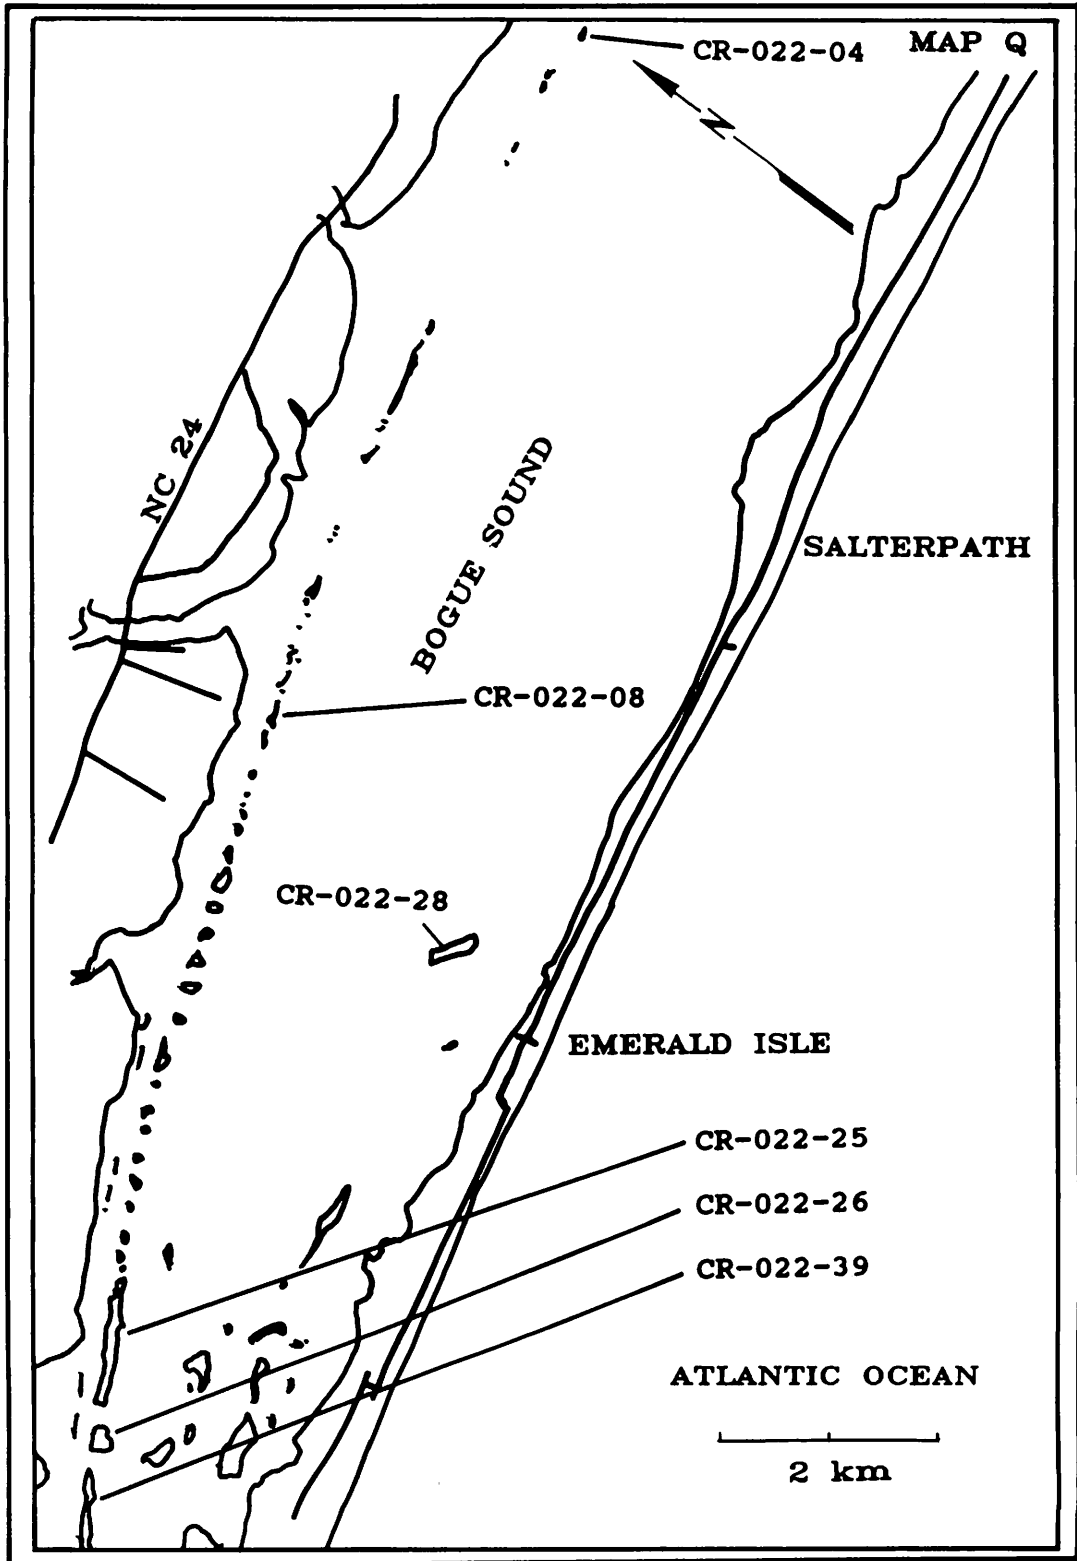 MAP Q
CR-022-04
N
NC 24
BOGUE SOUND
SALTERPATH
CR-022-08
CR-022-28
EMERALD ISLE
CR-022-25
CR-022-26
CR-022-39
ATLANTIC OCEAN
2 km